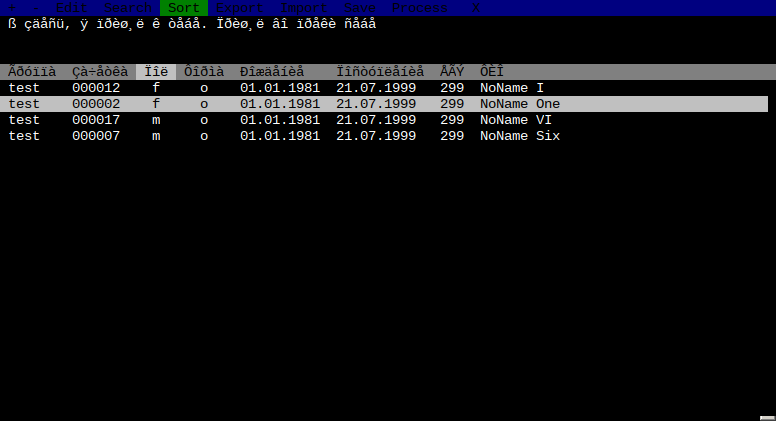 + - Edit Search Sort Export Import Save Process X
ß çäåñü, ÿ ïðèø¸ë ê òåáå. Ïðèø¸ë âî ïðåêè ñåáå
Ãðóïïà Çà÷åòêà Ïîë Ôîðìà Ðîæäåíèå Ïîñòóïëåíèå ÅÃÝ ÔÈÎ
test 000012 f o 01.01.1981 21.07.1999 299 NoName I
test 000002 f o 01.01.1981 21.07.1999 299 NoName One
test 000017 m o 01.01.1981 21.07.1999 299 NoName VI
test 000007 m o 01.01.1981 21.07.1999 299 NoName Six